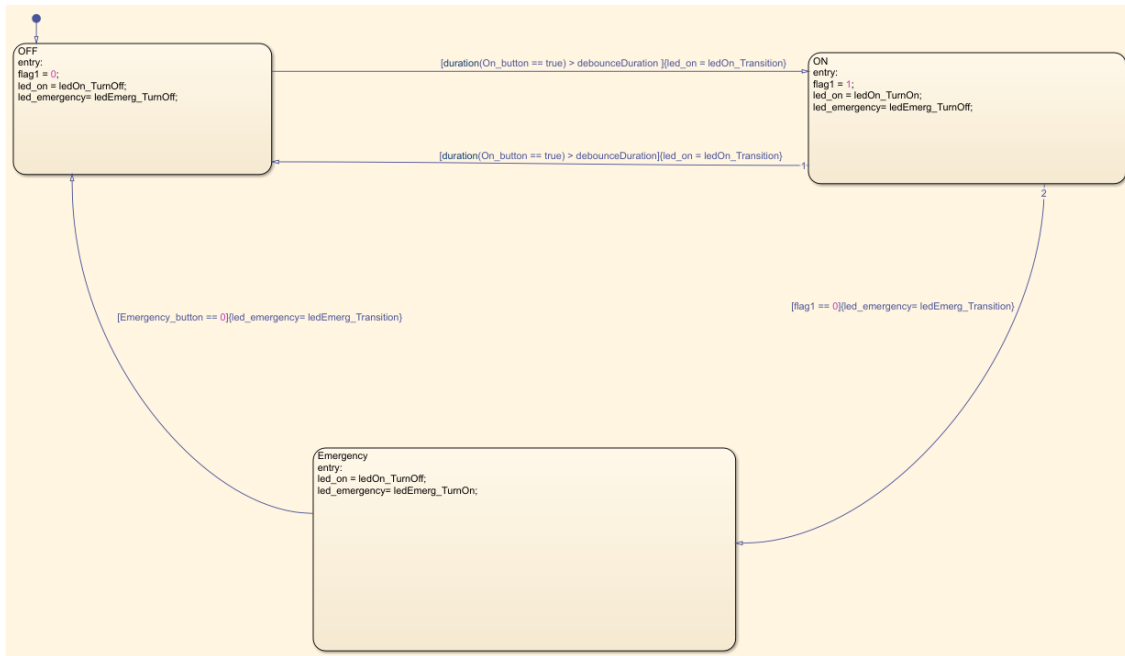 OFF
entry:
flag1 = 0;
led_on = ledOn_TurnOff;
led_emergency= ledEmerg_TurnOff;
[duration(On_button == true) > debounceDuration ]{led_on = ledOn_Transition}
ON
entry:
flag1 = 1;
led_on = ledOn_TurnOn;
led_emergency= ledEmerg_TurnOff;
[duration(On_button == true) > debounceDuration]{led_on = ledOn_Transition}
1
2
[flag1 == 0]{led_emergency= ledEmerg_Transition}
[Emergency_button == 0]{led_emergency= ledEmerg_Transition}
Emergency
entry:
led_on = ledOn_TurnOff;
led_emergency= ledEmerg_TurnOn;